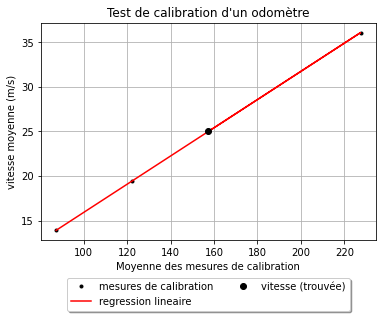 Test de calibration d'un odomètre
vitesse moyenne (m/s)
35
30
25
20
15
100 120 140 160 180 200 220
Moyenne des mesures de calibration
mesures de calibration
regression lineaire
vitesse (trouvée)